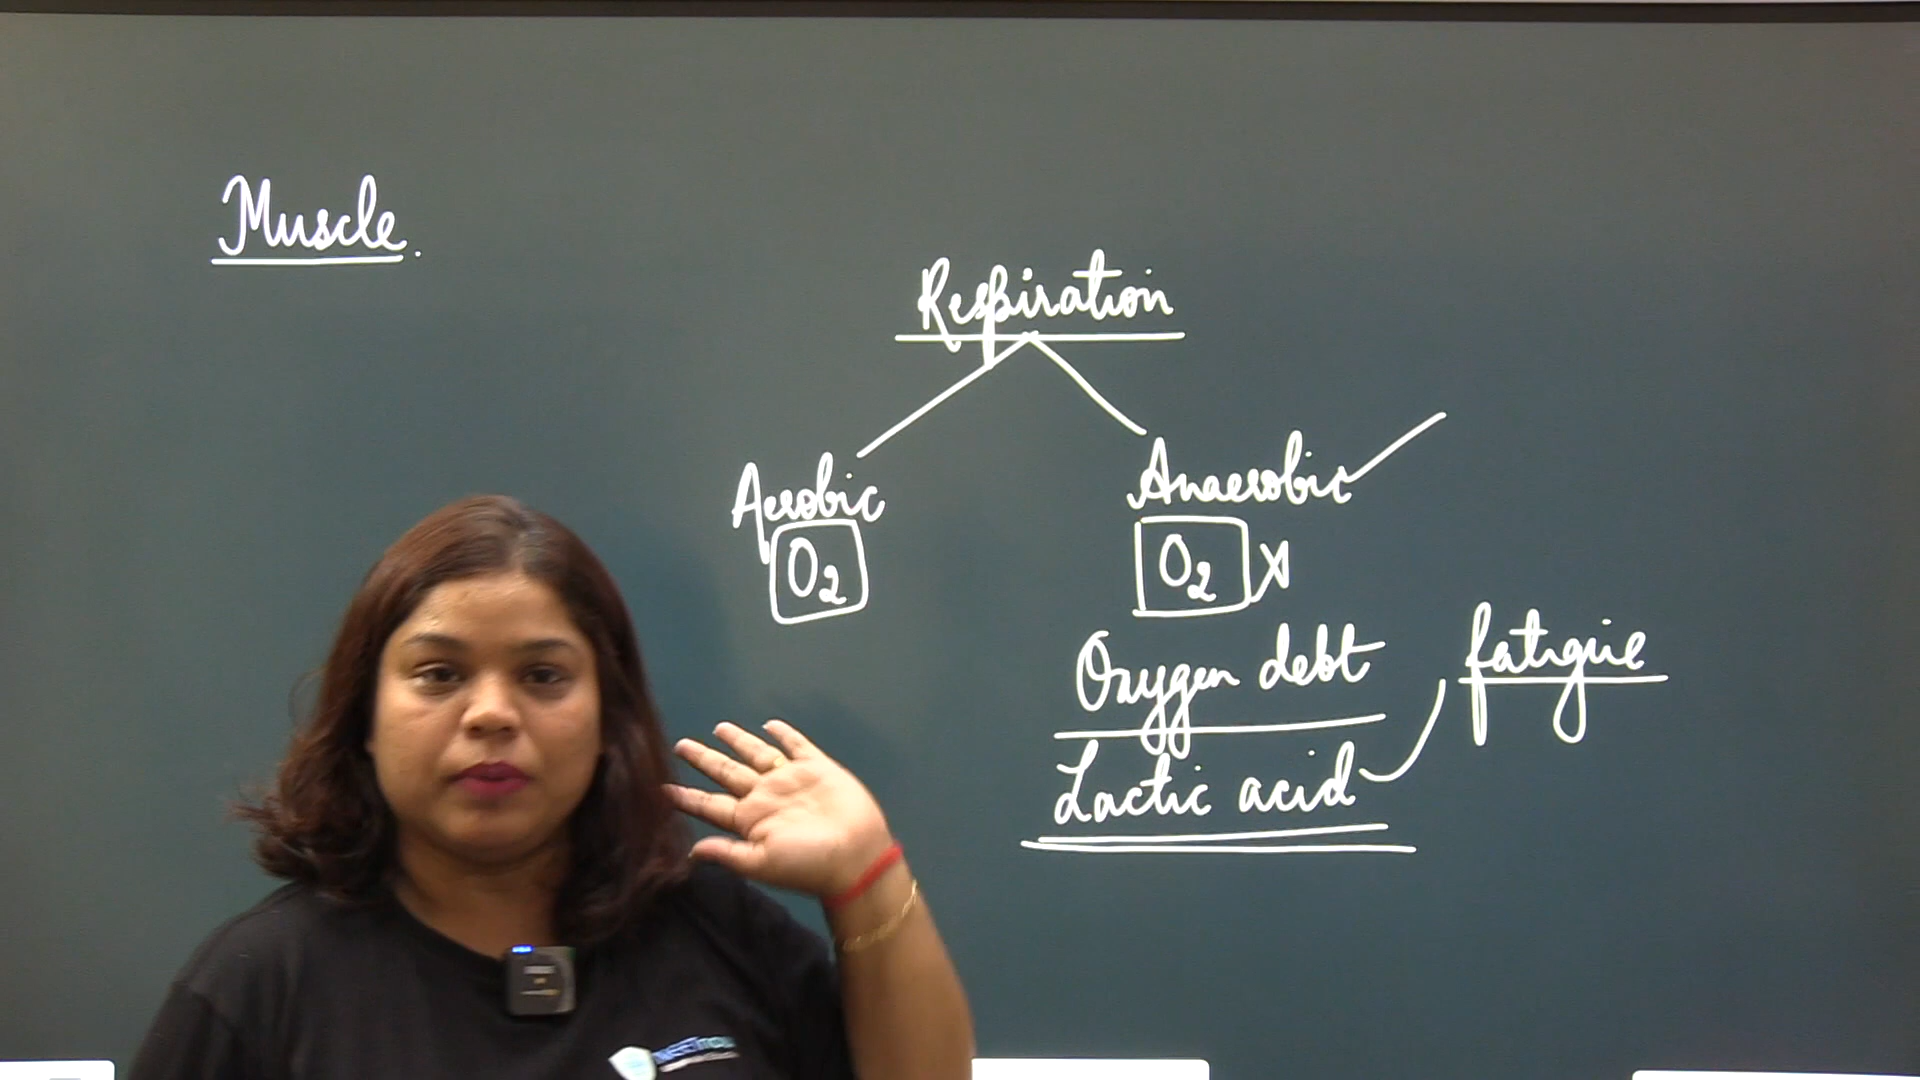 Muscle.
Respiration
Aerobic
Anaerobic
O2
O2 x
Oxygen debt
fatigue
Lactic acid